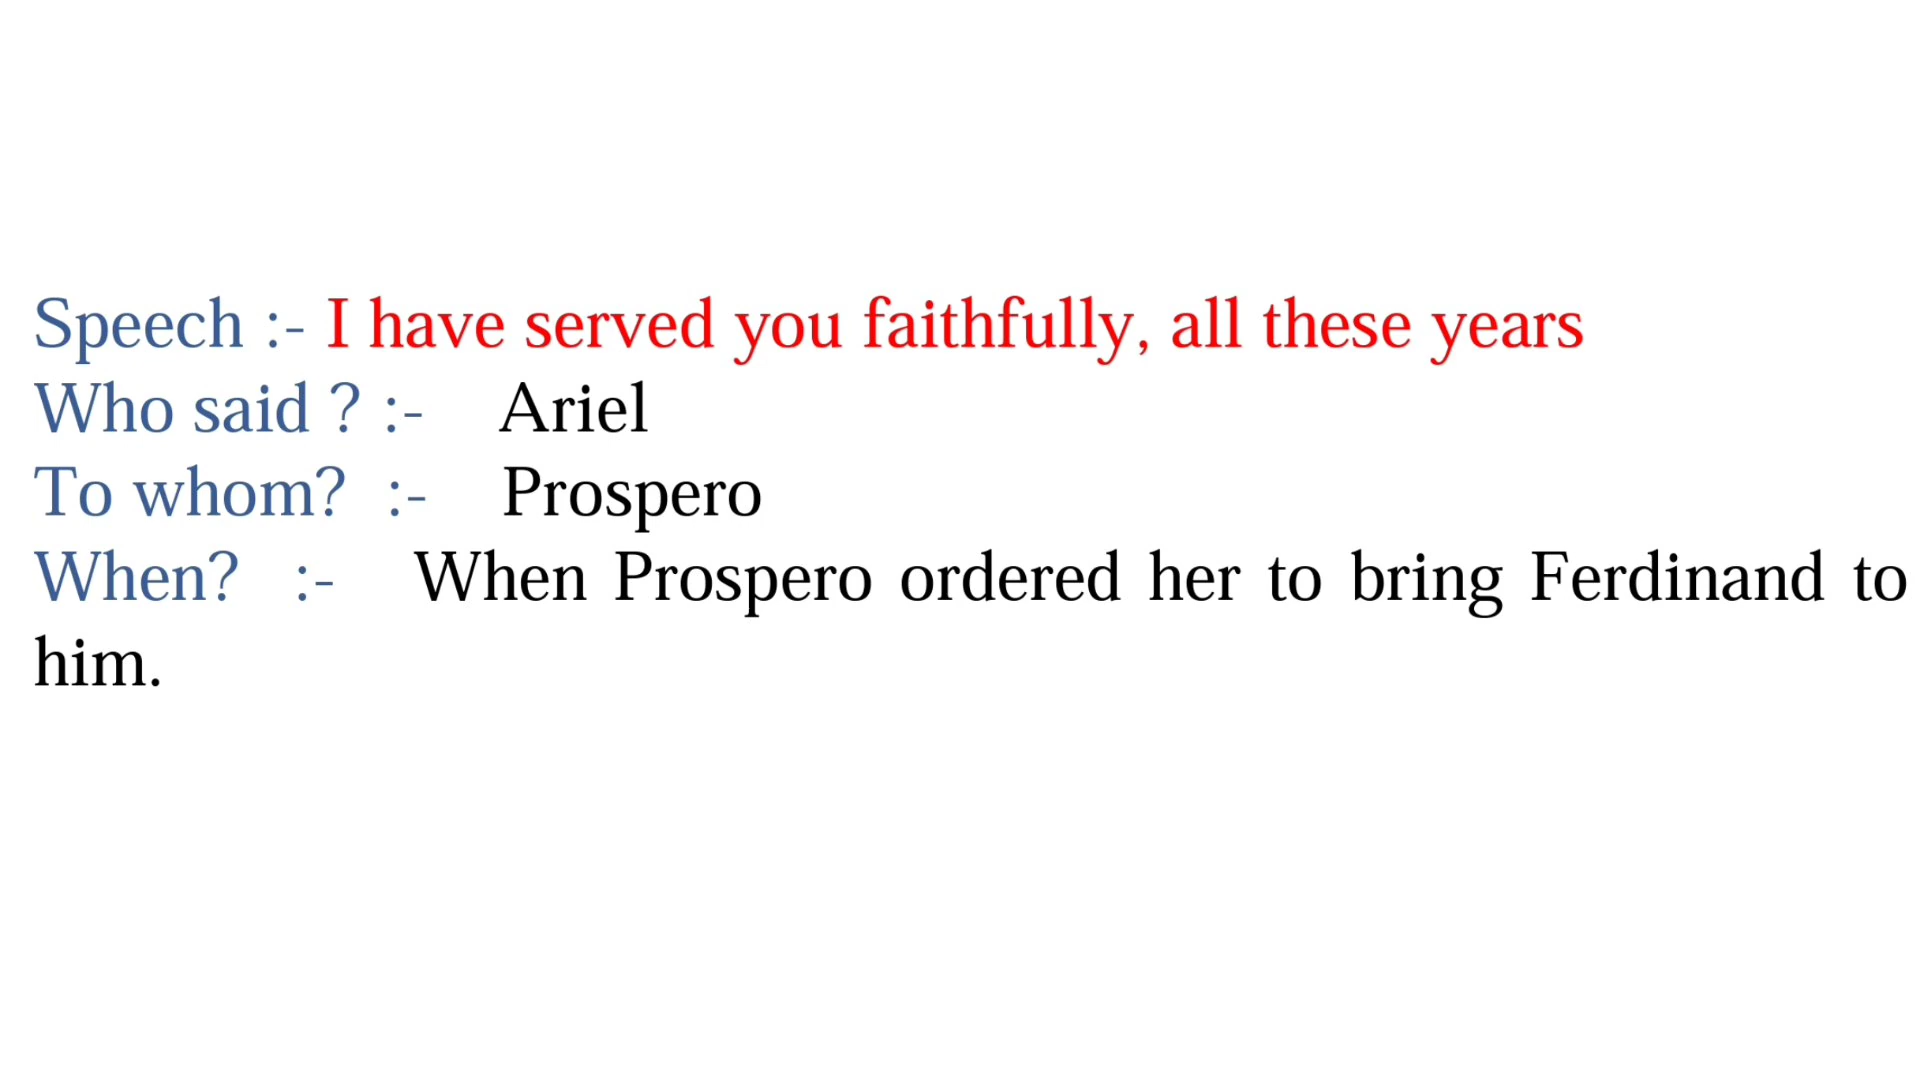 Speech :- I have served you faithfully, all these years
Who said ? :- Ariel
To whom? :- Prospero
When? :- When Prospero ordered her to bring Ferdinand to
him.